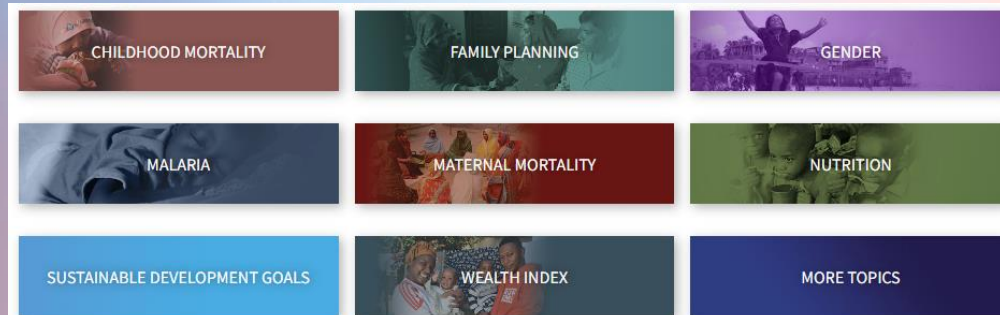 CHILDHOOD MORTALITY
FAMILY PLANNING
GENDER
MALARIA
MATERNAL MORTALITY
NUTRITION
SUSTAINABLE DEVELOPMENT GOALS
WEALTH INDEX
MORE TOPICS